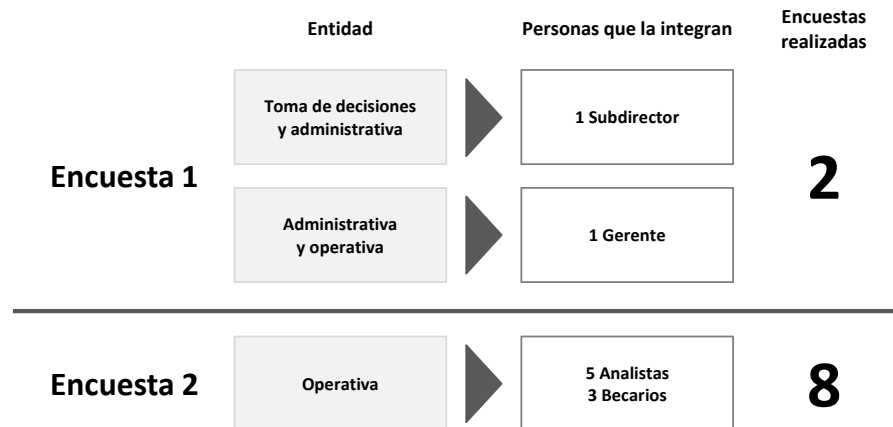 Entidad
Personas que la integran
Encuestas
realizadas
Encuesta 1
Toma de decisiones
y administrativa
1 Subdirector
2
Administrativa
y operativa
1 Gerente
Encuesta 2
Operativa
5 Analistas
3 Becarios
8